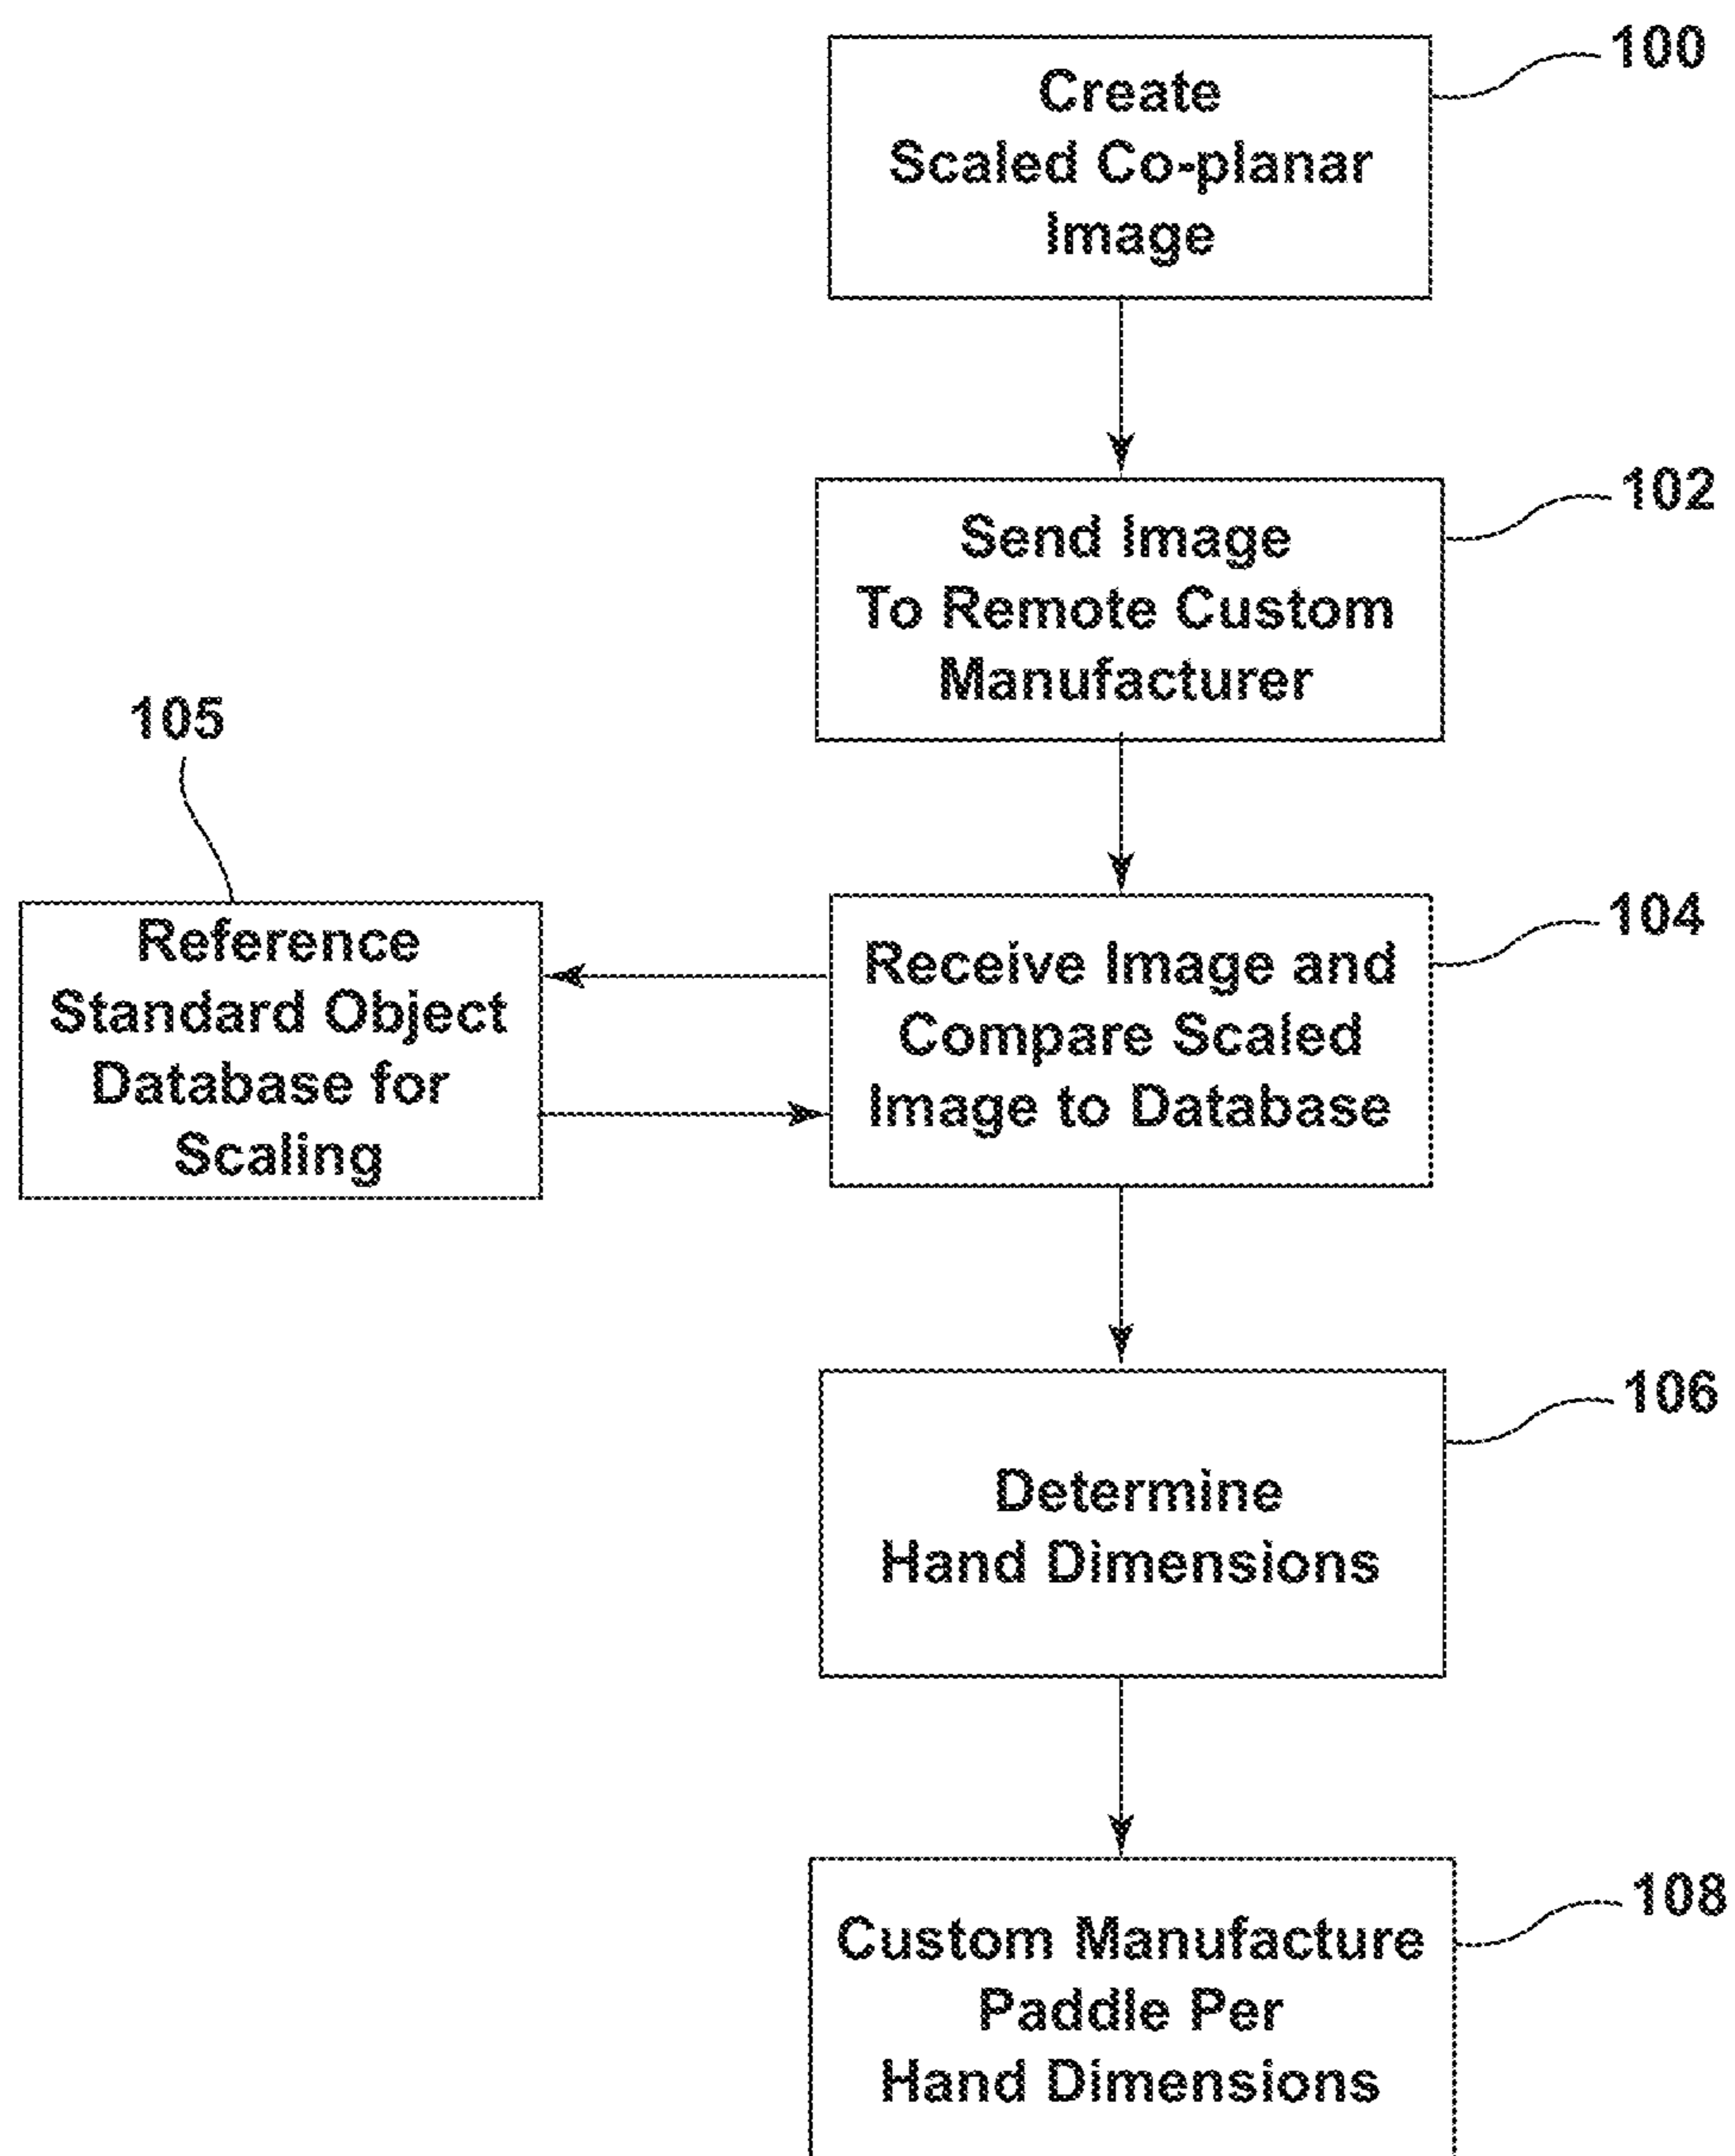 100
Create
Scaled Co-planar
Image
102
Send Image
To Remote Custom
Manufacturer
105
Reference
Standard Object
Database for
Scaling
104
Receive Image and
Compare Scaled
Image to Database
106
Determine
Hand Dimensions
108
Custom Manufacture
Paddle Per
Hand Dimensions